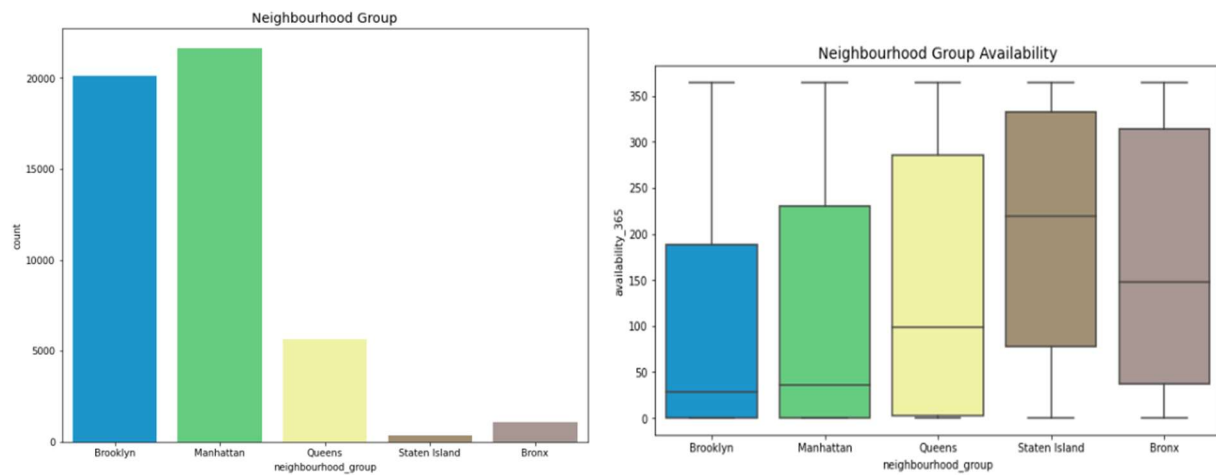 Neighbourhood Group
20000
15000
10000
5000
0
count
Brooklyn Manhattan Queens Staten Island Bronx
neighbourhood_group
Neighbourhood Group Availability
350
300
250
200
150
100
50
0
availability_365
Brooklyn Manhattan Queens Staten Island Bronx
neighbourhood_group